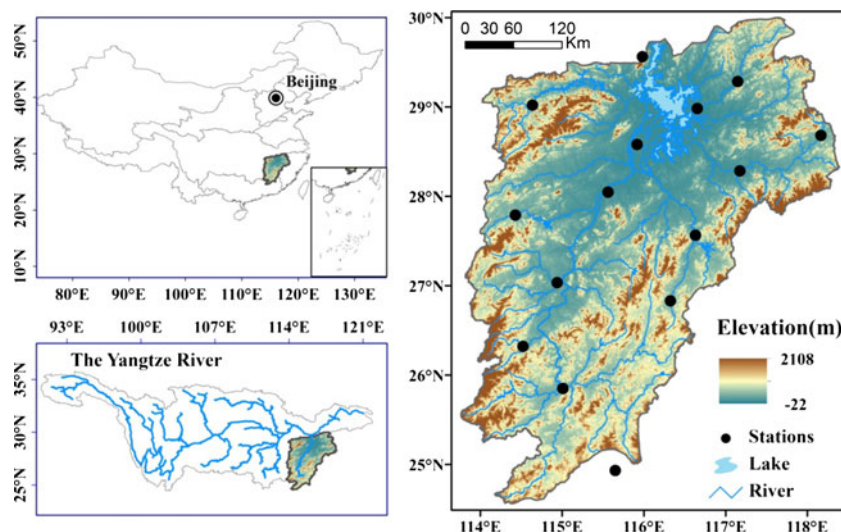 50°N
40°N
30°N
20°N
10°N
Beijing
80°E 90°E 100°E 110°E 120°E 130°E
93°E 100°E 107°E 114°E 121°E
The Yangtze River
35°N
30°N
25°N
0 30 60 120
Km
30°N
29°N
28°N
27°N
26°N
25°N
Elevation(m)
2108
-22
Stations
Lake
River
114°E 115°E 116°E 117°E 118°E